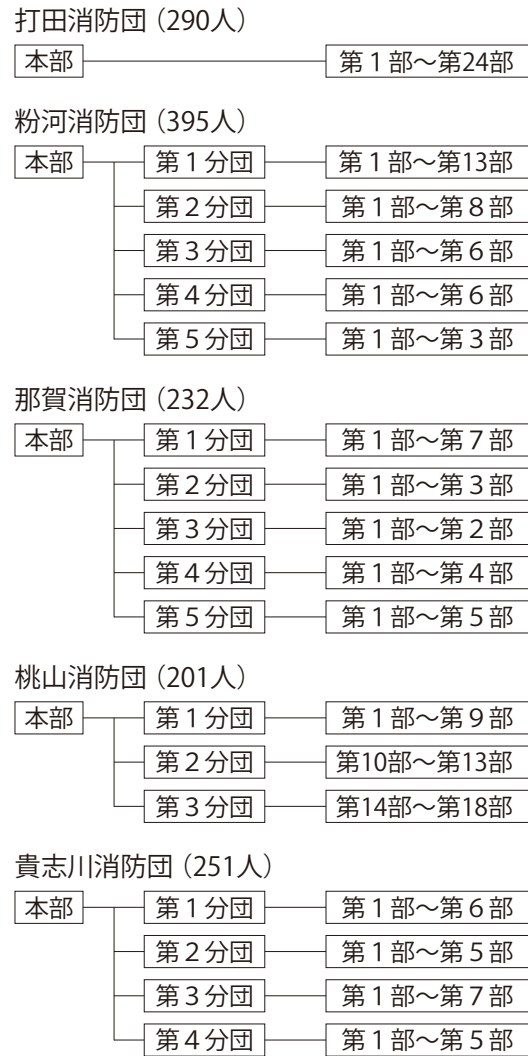 打田消防団（290人）
本部 第１部～第24部
粉河消防団（395人）
本部 第１分団 第１部～第13部
第２分団 第１部～第８部
第３分団 第１部～第６部
第４分団 第１部～第６部
第５分団 第１部～第３部
那賀消防団（232人）
本部 第１分団 第１部～第７部
第２分団 第１部～第３部
第３分団 第１部～第２部
第４分団 第１部～第４部
第５分団 第１部～第５部
桃山消防団（201人）
本部 第１分団 第１部～第９部
第２分団 第10部～第13部
第３分団 第14部～第18部
貴志川消防団（251人）
本部 第１分団 第１部～第６部
第２分団 第１部～第５部
第３分団 第１部～第７部
第４分団 第１部～第５部